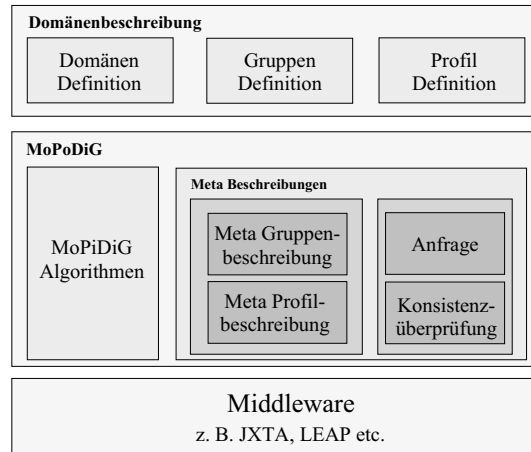 Domänenbeschreibung
Domänen
Definition
Gruppen
Definition
Profil
Definition
MoPoDiG
MoPiDiG
Algorithmen
Meta Beschreibungen
Meta Gruppen-
beschreibung
Meta Profil-
beschreibung
Anfrage
Konsistenz-
überprüfung
Middleware
z. B. JXTA, LEAP etc.